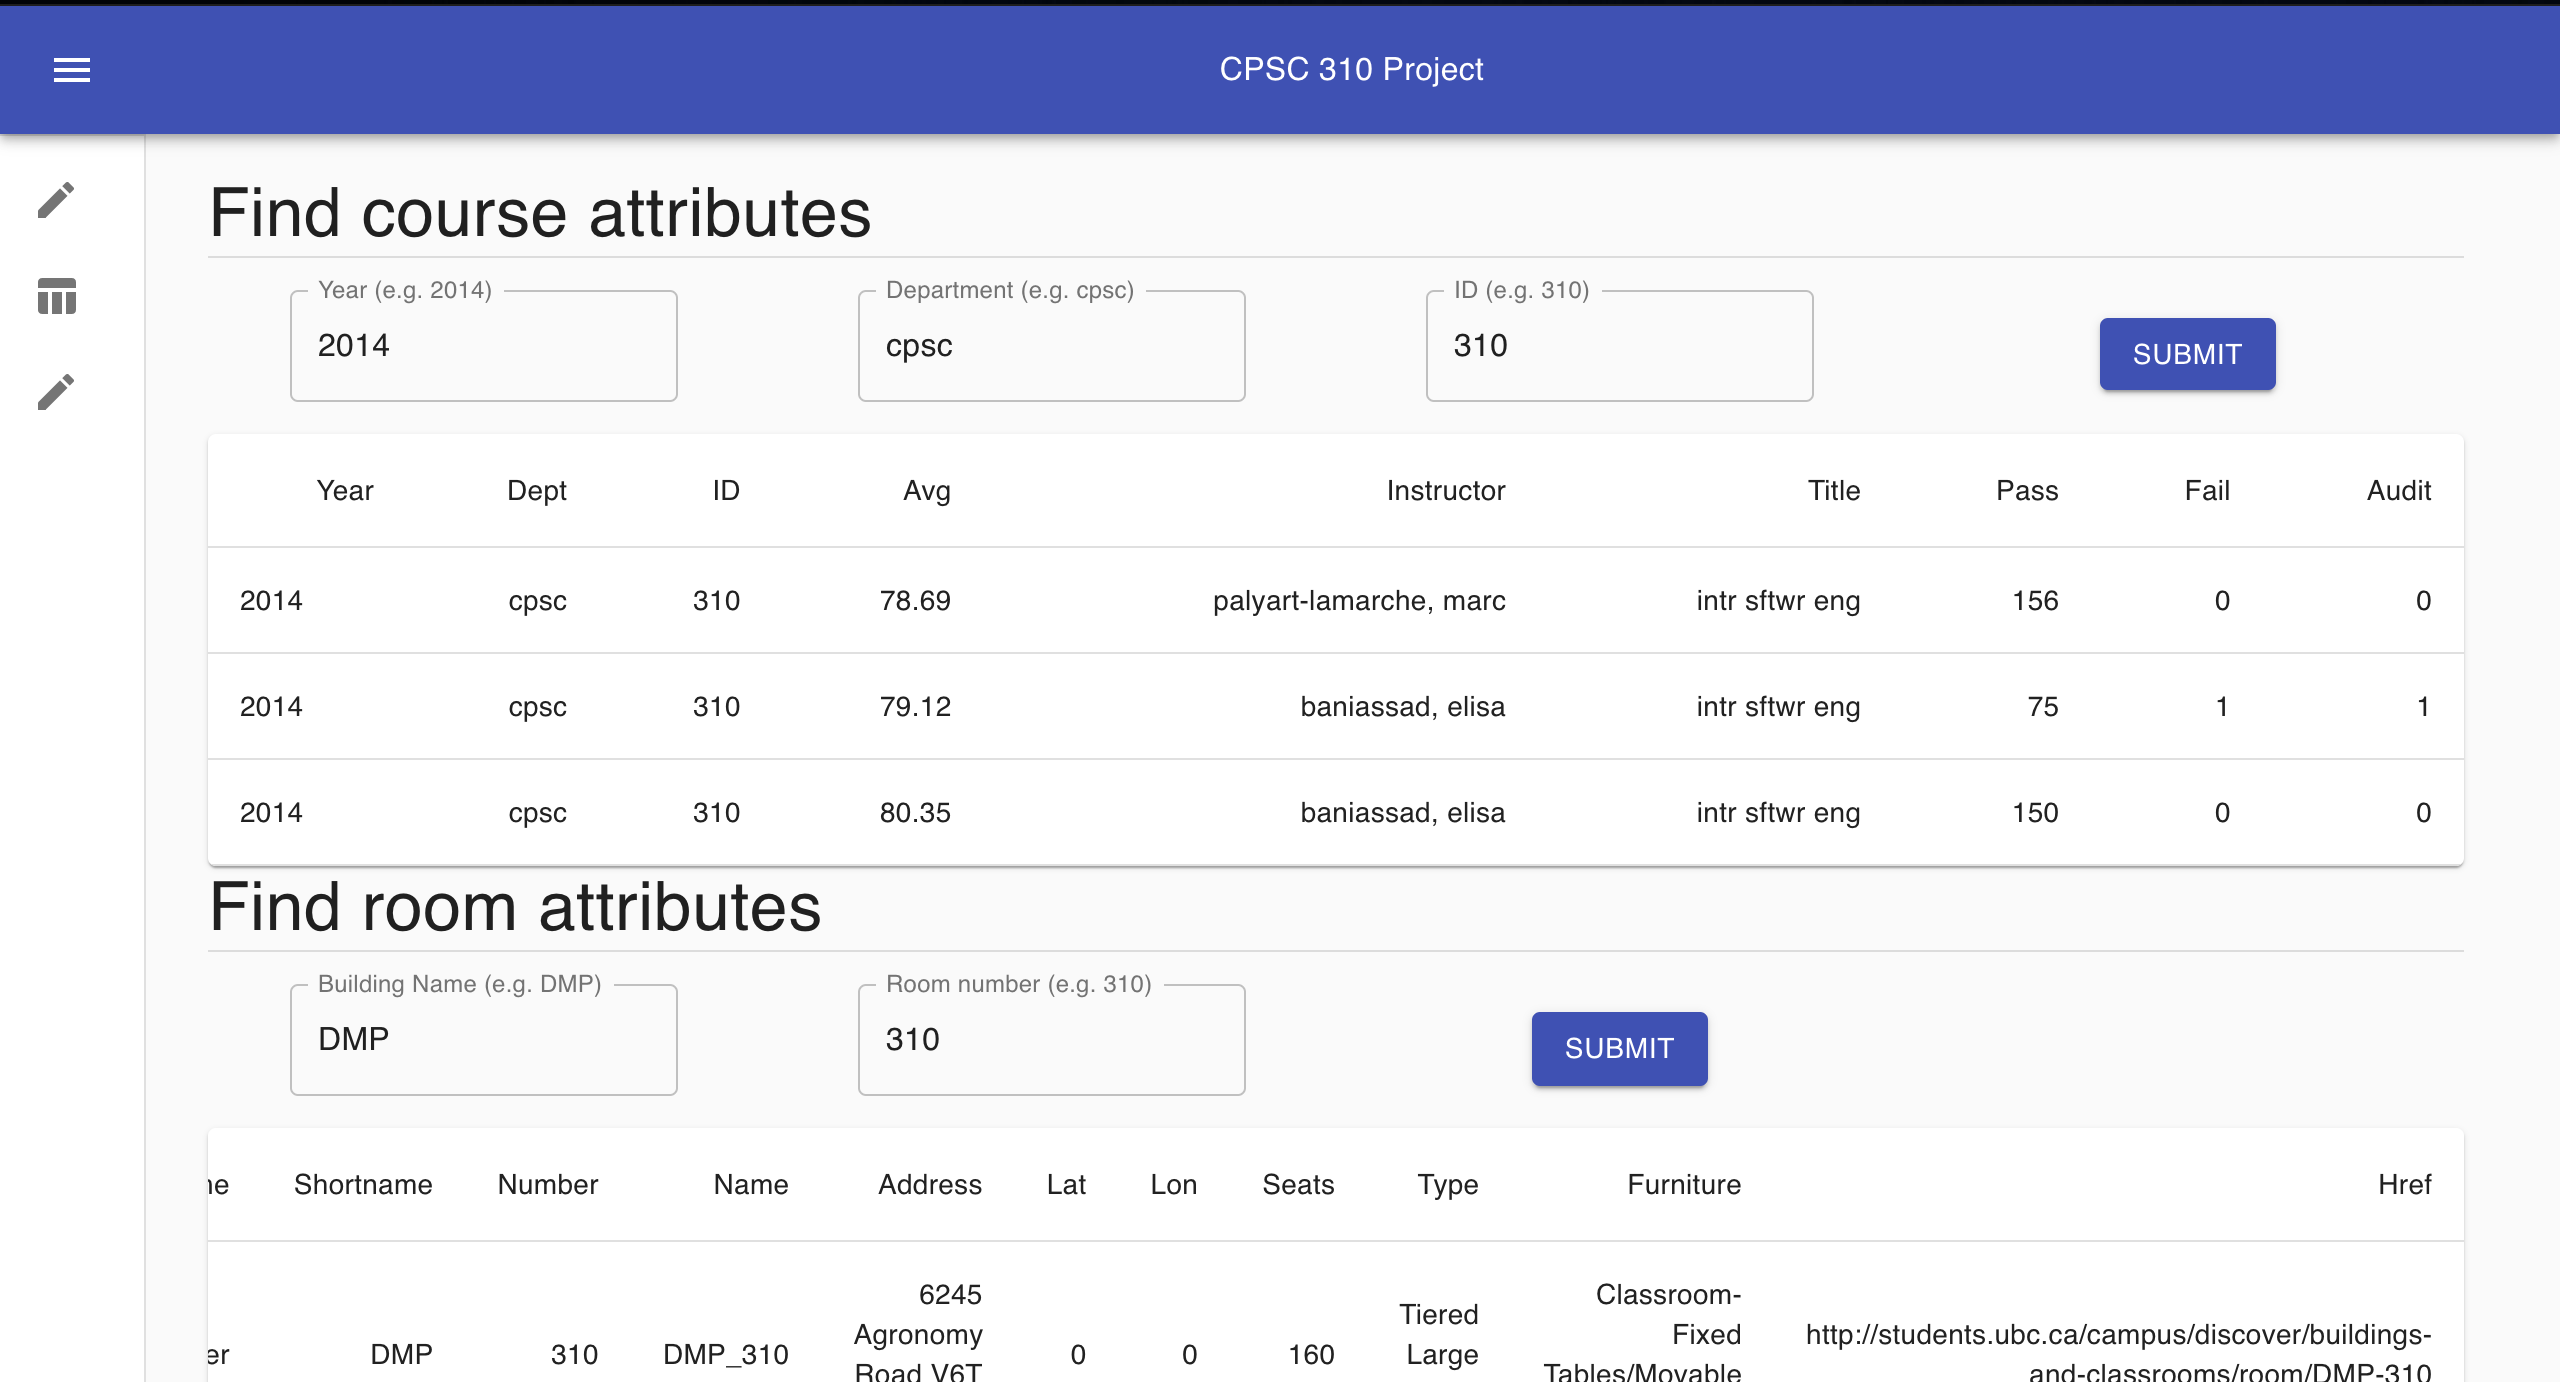 CPSC 310 Project
Find course attributes
Year (e.g. 2014) Department (e.g. cpsc) ID (e.g. 310)
2014 cpsc 310 SUBMIT
Year Dept ID Avg Instructor Title Pass Fail Audit
2014 cpsc 310 78.69 palyart-lamarche, marc intr sftwr eng 156 0 0
2014 cpsc 310 79.12 baniassad, elisa intr sftwr eng 75 1 1
2014 cpsc 310 80.35 baniassad, elisa intr sftwr eng 150 0 0
Find room attributes
Building Name (e.g. DMP) Room number (e.g. 310)
DMP 310 SUBMIT
Shortname Number Name Address Lat Lon Seats Type Furniture Href
DMP 310 DMP_310
6245
Agronomy
Road V6T
0 0 160
Tiered
Large
Classroom-
Fixed
Tables/Movable
http://students.ubc.ca/campus/discover/buildings-
and-classrooms/room/DMP-310